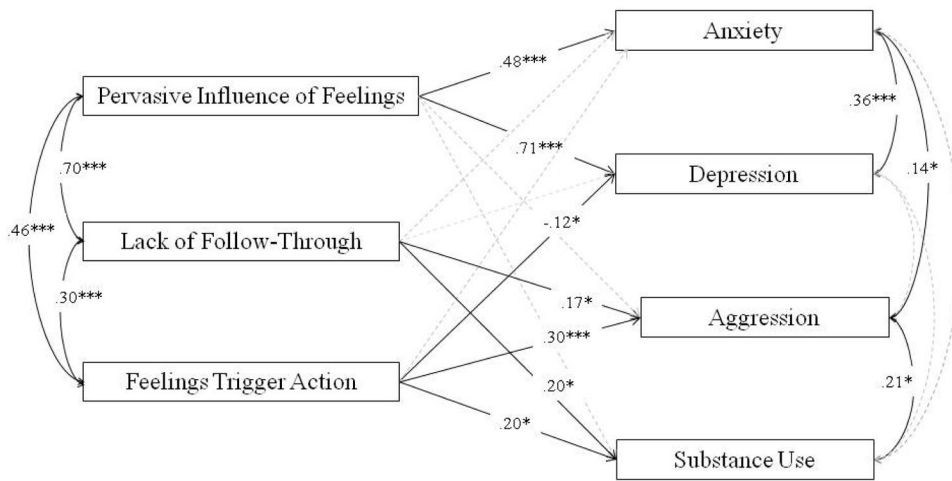 Anxiety
.48***
Pervasive Influence of Feelings
.36***
.71***
.70***
.14*
Depression
-.12*
.46***
Lack of Follow-Through
.30***
.17*
Aggression
.30***
Feelings Trigger Action
.20*
.21*
.20*
Substance Use